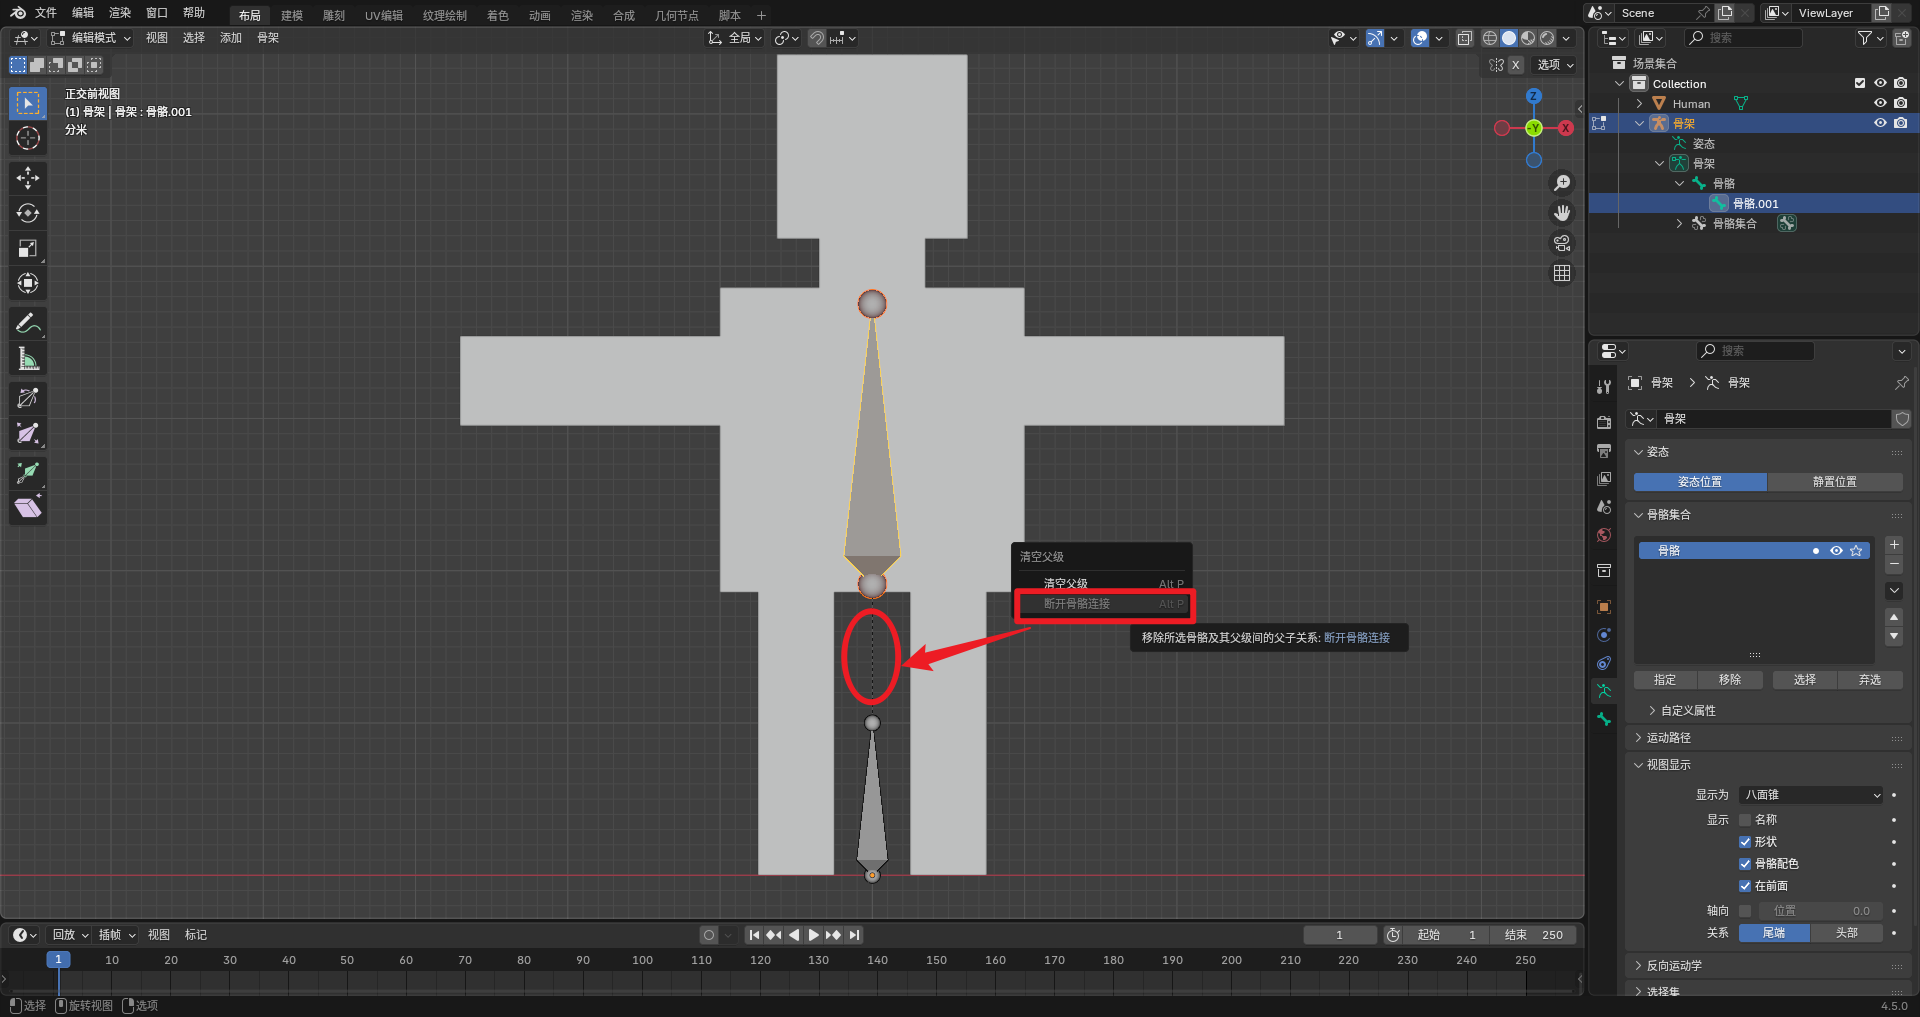 文件 编辑 渲染 窗口 帮助 布局 建模 雕刻 UV编辑 纹理绘制 着色 动画 渲染 合成 几何节点 脚本 + Scene ViewLayer
编辑模式 视图 选择 添加 骨架 全局
X 选项
正交前视图
(1) 骨架 | 骨架 : 骨骼.001
分米
Z
-Y X
清空父级
清空父级 Alt P
断开骨骼连接 Alt P
移除所选骨骼及其父级间的父子关系: 断开骨骼连接
搜索
场景集合
Collection
Human
骨架
姿态
骨架
骨骼
骨骼.001
骨骼集合
搜索
骨架 骨架
骨架
姿态
姿态位置 静置位置
骨骼集合
骨骼
指定 移除 选择 弃选
自定义属性
运动路径
视图显示
显示为 八面锥
显示 名称
形状
骨骼配色
在前面
轴向 位置 0.0
关系 尾端 头部
反向运动学
选择集
回放 插帧 视图 标记 1 起始 1 结束 250
1 10 20 30 40 50 60 70 80 90 100 110 120 130 140 150 160 170 180 190 200 210 220 230 240 250
选择 旋转视图 选项 4.5.0